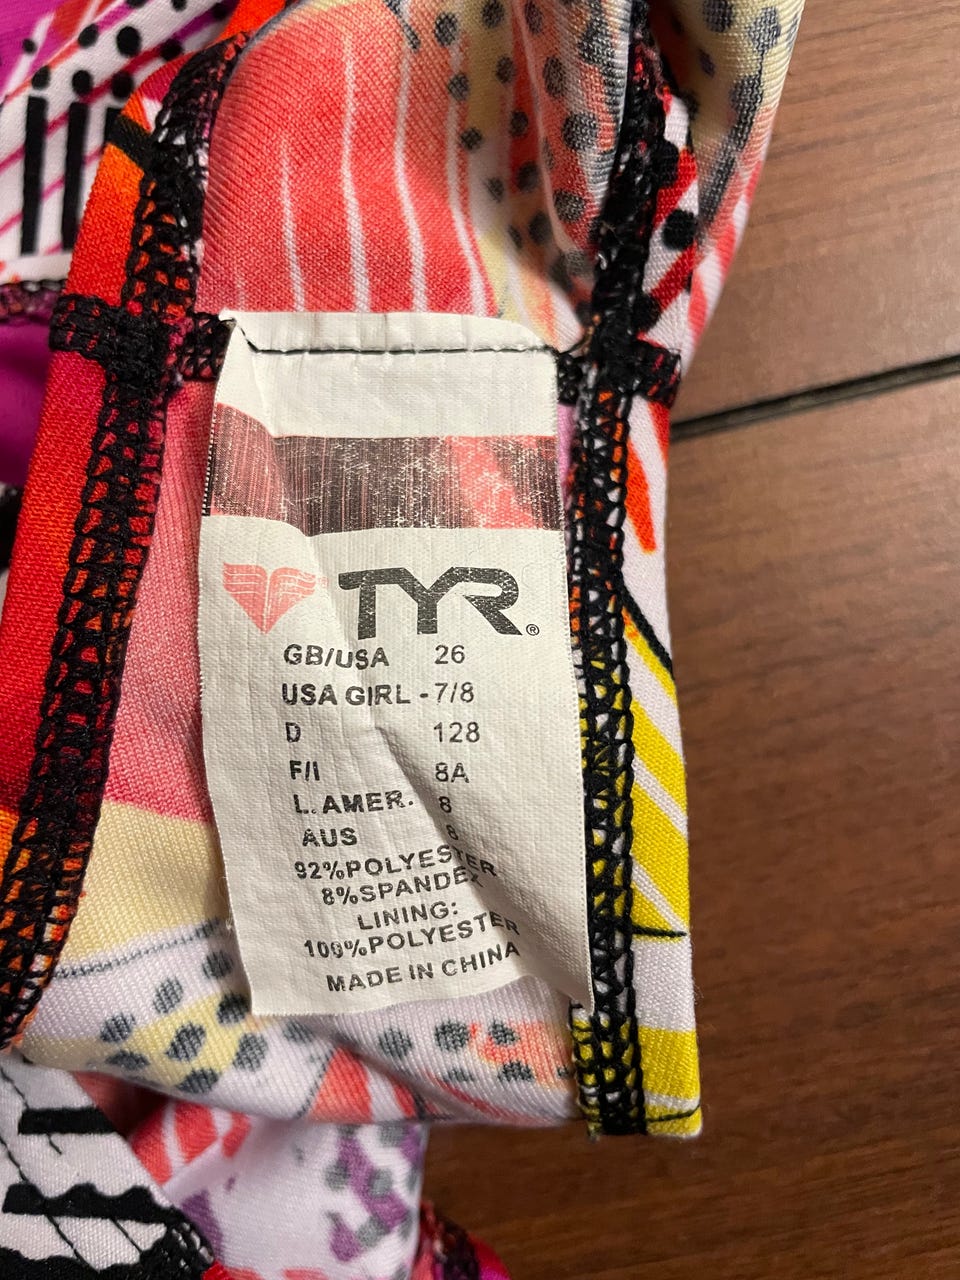 TYR®
GB/USA 26
USA GIRL - 7/8
D 128
F/I 8A
L. AMER. 8
AUS 8
92%POLYESTER
8%SPANDEX
LINING:
100%POLYESTER
MADE IN CHINA